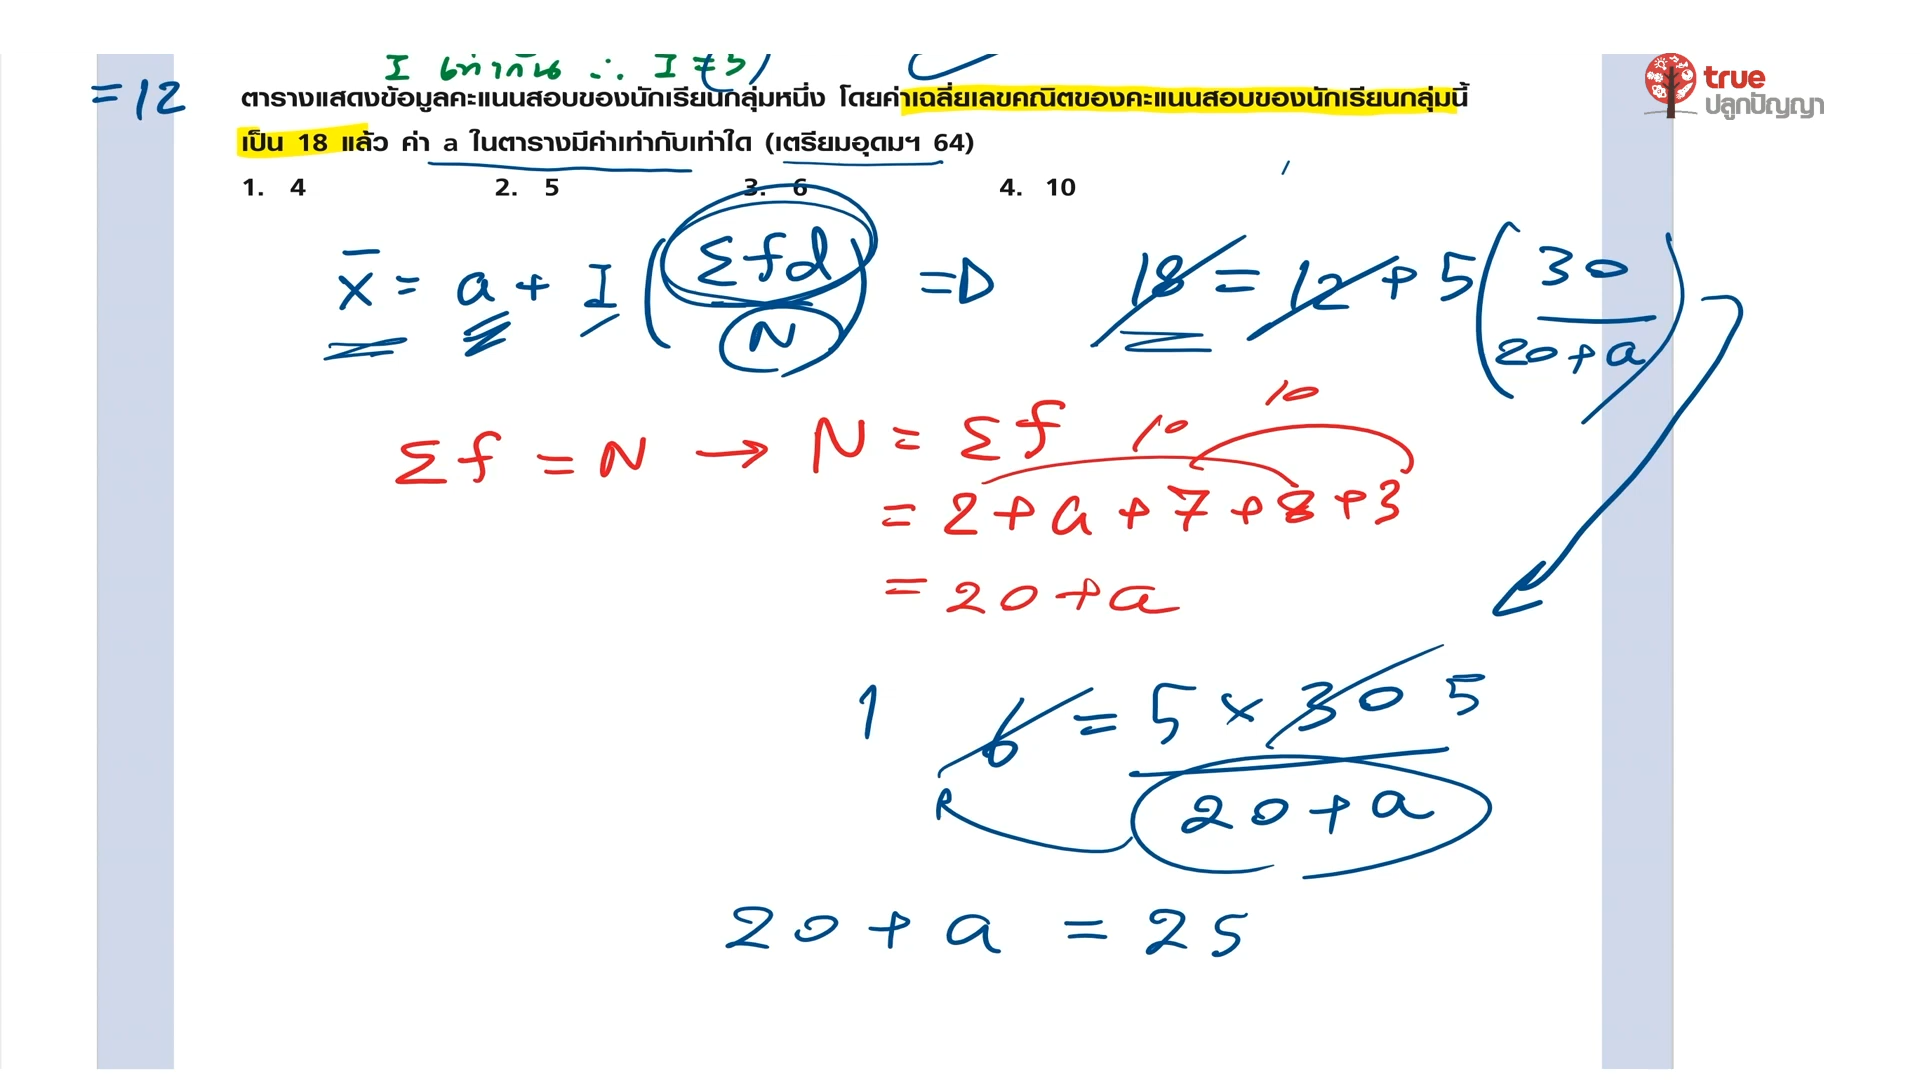 I เท่ากัน ∴ I = 5
= 12
ตารางแสดงข้อมูลคะแนนสอบของนักเรียนกลุ่มหนึ่ง โดยค่าเฉลี่ยเลขคณิตของคะแนนสอบของนักเรียนกลุ่มนี้
เป็น 18 แล้ว ค่า a ในตารางมีค่าเท่ากับเท่าใด (เตรียมอุดมฯ 64)
1. 4 2. 5 3. 6 4. 10
true
ปลูกปัญญา
x̄ = a + I (Σfd / N) ⇒ 18 = 12 + 5 (30 / 20 + a)
Σf = N → N = Σf 10 10
= 2 + a + 7 + 8 + 3
= 20 + a
1 6 = 5 × 30 5
20 + a
20 + a = 25